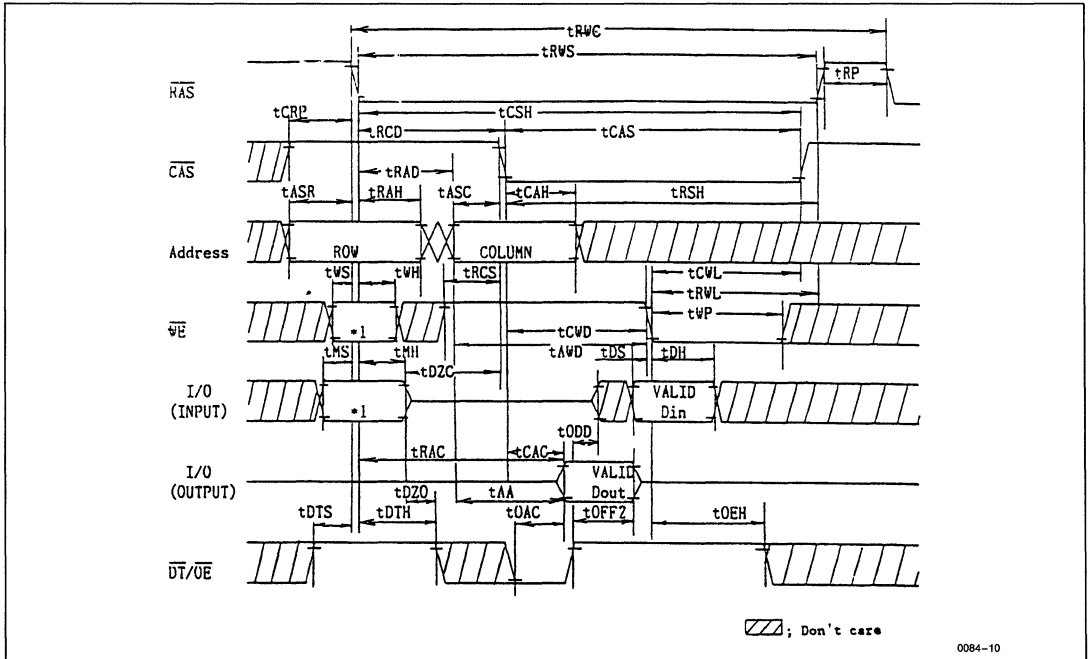 tRWC
tRWS
tRP
RAS
tCRP
tCSH
tRCD
tCAS
CAS
tRAD
tASR
tRAH
tASC
tCAH
tRSH
Address
ROW
COLUMN
tWS
tWH
tRCS
tCWL
tRWL
WE
*1
tCWD
tWP
tMS
tMH
tAWD
tDS
tDH
tDZC
I/O
(INPUT)
*1
VALID
Din
tODD
tRAC
tCAC
I/O
(OUTPUT)
VALID
Dout
tDZO
tAA
tDTS
tDTH
tOAC
tOFF2
tOEH
DT/OE
; Don't care
0084-10